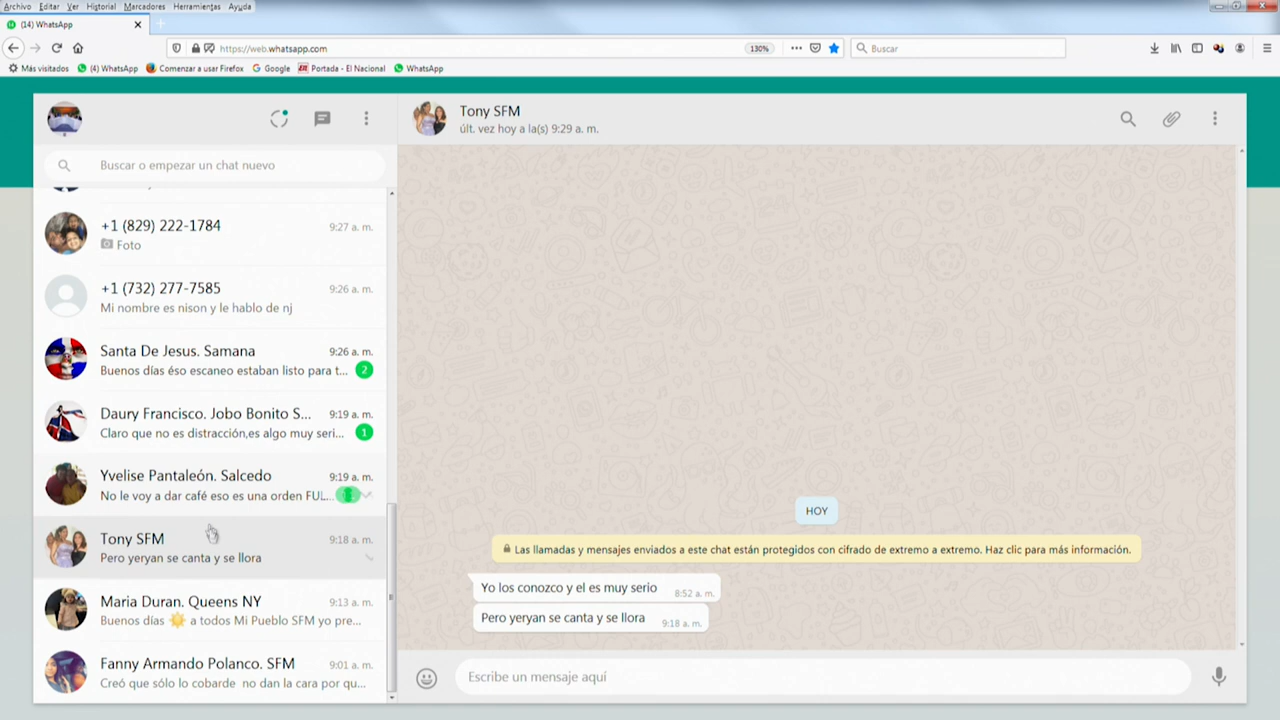 Archivo Editar Ver Historial Marcadores Herramientas Ayuda
(14) WhatsApp
https://web.whatsapp.com
130%
Buscar
Más visitados (4) WhatsApp Comenzar a usar Firefox Google Portada - El Nacional WhatsApp
Buscar o empezar un chat nuevo
+1 (829) 222-1784 9:27 a. m.
Foto
+1 (732) 277-7585 9:26 a. m.
Mi nombre es nison y le hablo de nj
Santa De Jesus. Samana 9:26 a. m.
Buenos días éso escaneo estaban listo para t... 2
Daury Francisco. Jobo Bonito S... 9:19 a. m.
Claro que no es distracción,es algo muy seri... 1
Yvelise Pantaleón. Salcedo 9:19 a. m.
No le voy a dar café eso es una orden FUL...
Tony SFM 9:18 a. m.
Pero yeryan se canta y se llora
Maria Duran. Queens NY 9:13 a. m.
Buenos días ☀️ a todos Mi Pueblo SFM yo pre...
Fanny Armando Polanco. SFM 9:01 a. m.
Creó que sólo lo cobarde no dan la cara por qu...
Tony SFM
últ. vez hoy a la(s) 9:29 a. m.
HOY
Las llamadas y mensajes enviados a este chat están protegidos con cifrado de extremo a extremo. Haz clic para más información.
Yo los conozco y el es muy serio 8:52 a. m.
Pero yeryan se canta y se llora 9:18 a. m.
Escribe un mensaje aquí